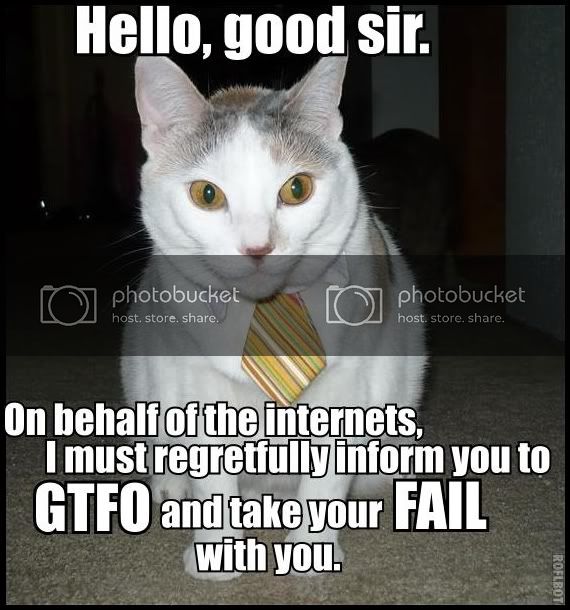 Hello, good sir.
photobucket photobucket
host. store. share. host. store. share.
On behalf of the internets,
I must regretfully inform you to
GTFO and take your FAIL
with you.
ROFLBOT